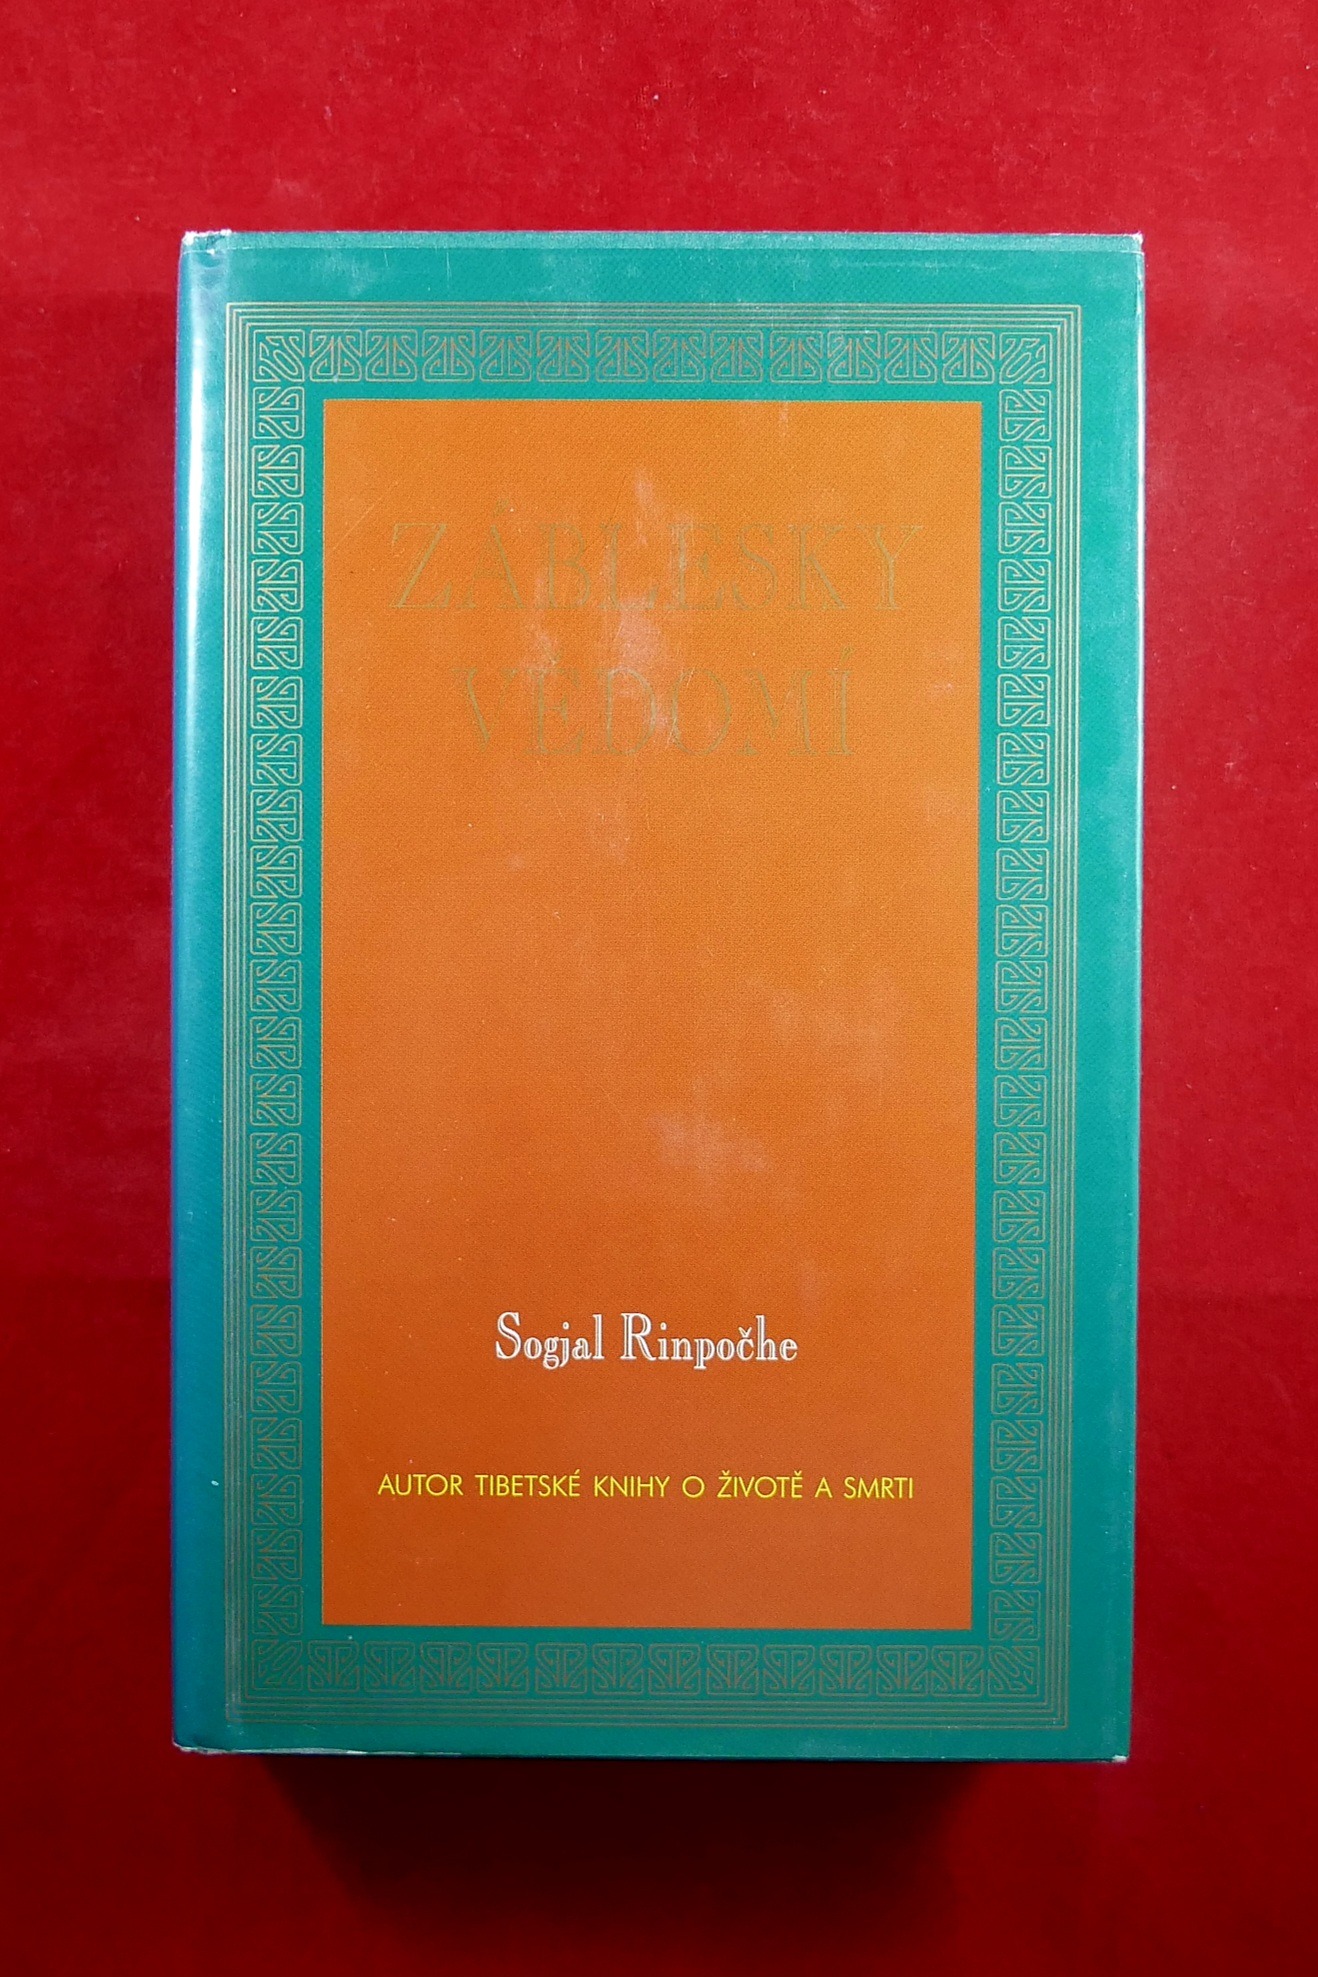 ZÁBLESKY
VĚDOMÍ
Sogjal Rinpočhe
AUTOR TIBETSKÉ KNIHY O ŽIVOTĚ A SMRTI